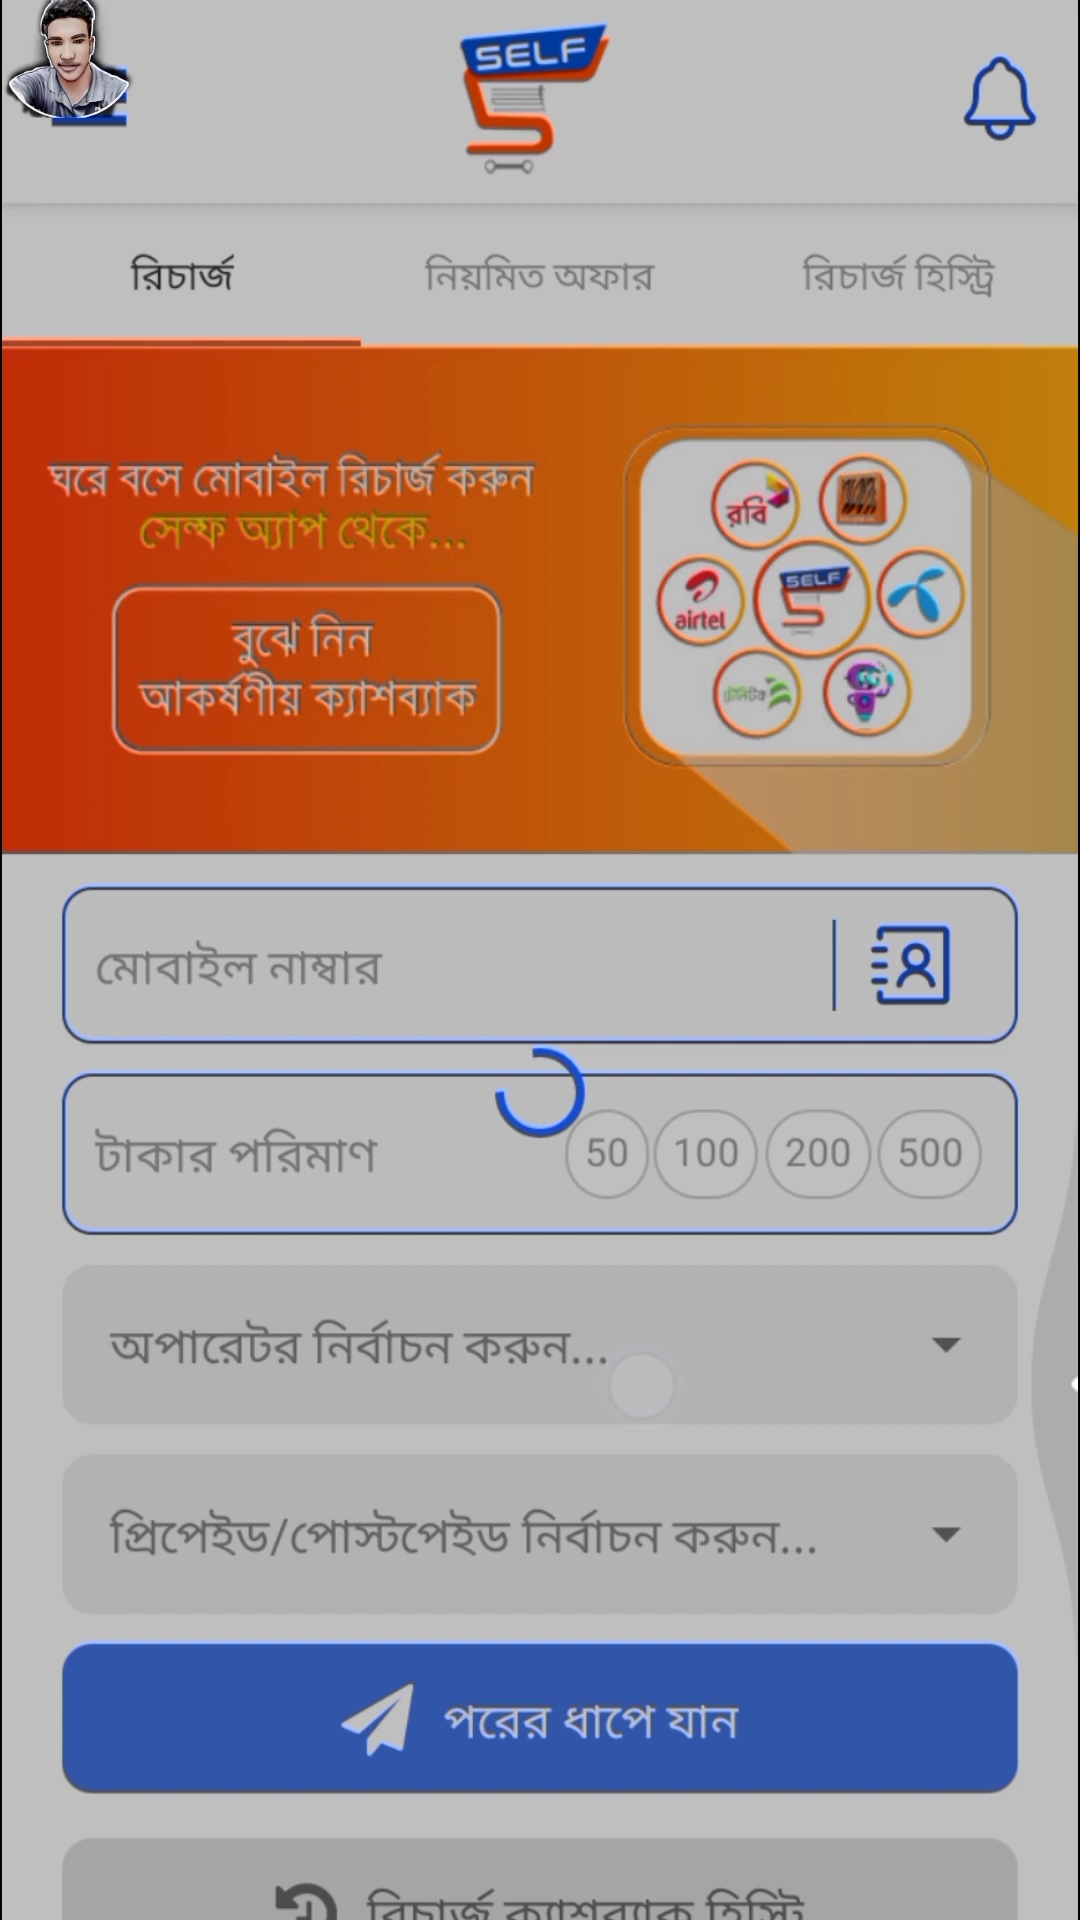 SELF
রিচার্জ
নিয়মিত অফার
রিচার্জ হিস্ট্রি
ঘরে বসে মোবাইল রিচার্জ করুন
সেল্ফ অ্যাপ থেকে...
বুঝে নিন
আকর্ষণীয় ক্যাশব্যাক
রবি
airtel
SELF
টেলিটক
মোবাইল নাম্বার
টাকার পরিমাণ
50
100
200
500
অপারেটর নির্বাচন করুন...
প্রিপেইড/পোস্টপেইড নির্বাচন করুন...
পরের ধাপে যান
রিচার্জ ক্যাশব্যাক হিস্ট্রি